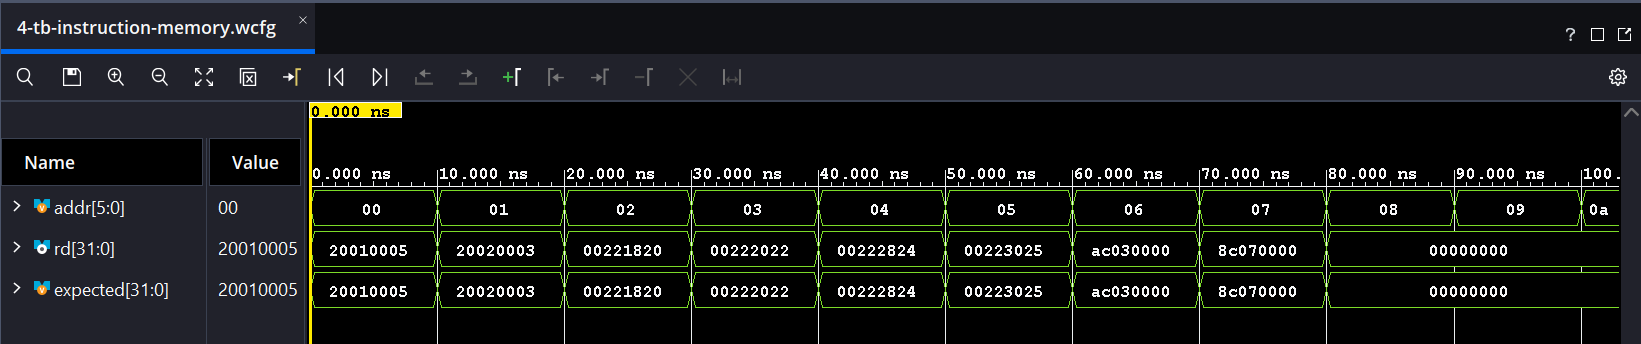 4-tb-instruction-memory.wcfg ×
?
0.000 ns
Name Value
0.000 ns 10.000 ns 20.000 ns 30.000 ns 40.000 ns 50.000 ns 60.000 ns 70.000 ns 80.000 ns 90.000 ns 100.
addr[5:0] 00 00 01 02 03 04 05 06 07 08 09 0a
rd[31:0] 20010005 20010005 20020003 00221820 00222022 00222824 00223025 ac030000 8c070000 00000000
expected[31:0] 20010005 20010005 20020003 00221820 00222022 00222824 00223025 ac030000 8c070000 00000000